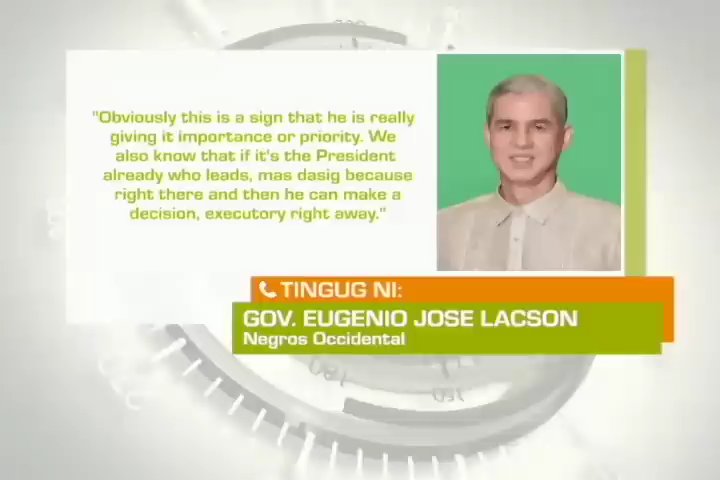 "Obviously this is a sign that he is really
giving it importance or priority. We
also know that if it's the President
already who leads, mas dasig because
right there and then he can make a
decision, executory right away."
TINGUG NI:
GOV. EUGENIO JOSE LACSON
Negros Occidental